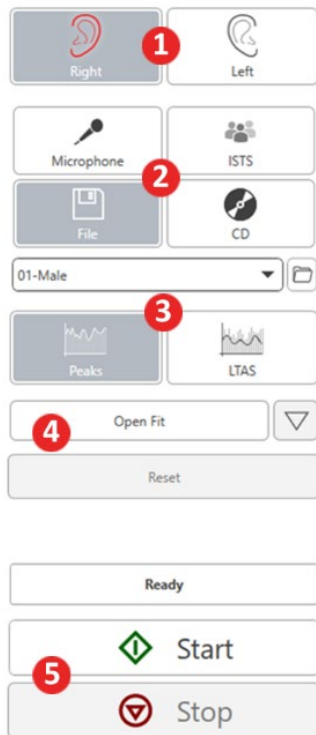 1
Right
Left
Microphone
ISTS
2
File
CD
01-Male
3
Peaks
LTAS
4
Open Fit
Reset
Ready
Start
5
Stop